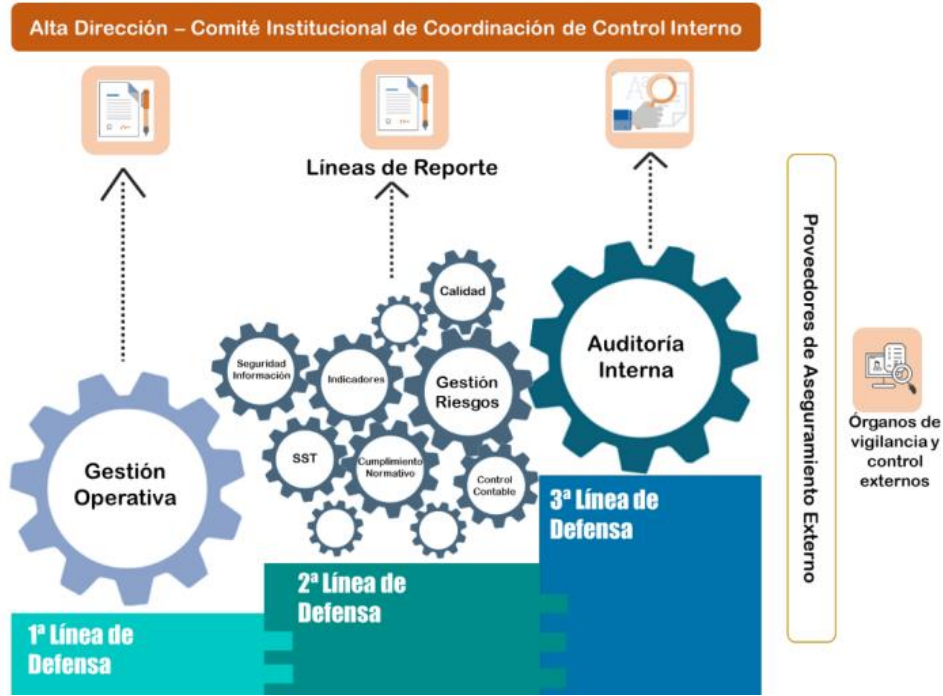 Alta Dirección – Comité Institucional de Coordinación de Control Interno
Líneas de Reporte
Calidad
Seguridad
Información
Indicadores
Gestión
Riesgos
SST
Cumplimiento
Normativo
Control
Contable
Gestión
Operativa
Auditoría
Interna
1ª Línea de
Defensa
2ª Línea de
Defensa
3ª Línea de
Defensa
Proveedores de Aseguramiento Externo
Órganos de
vigilancia y
control
externos